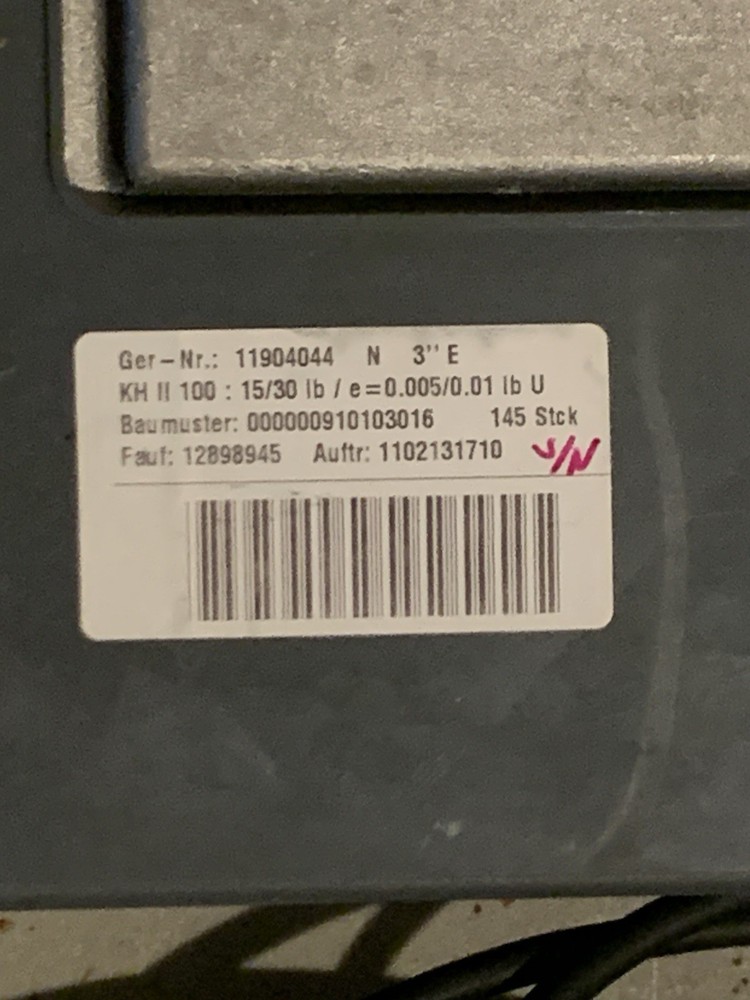 Ger-Nr.: 11904044 N 3'' E
KH II 100 : 15/30 lb / e=0.005/0.01 lb U
Baumuster: 000000910103016 145 Stck
Fauf: 12898945 Auftr: 1102131710 S/N